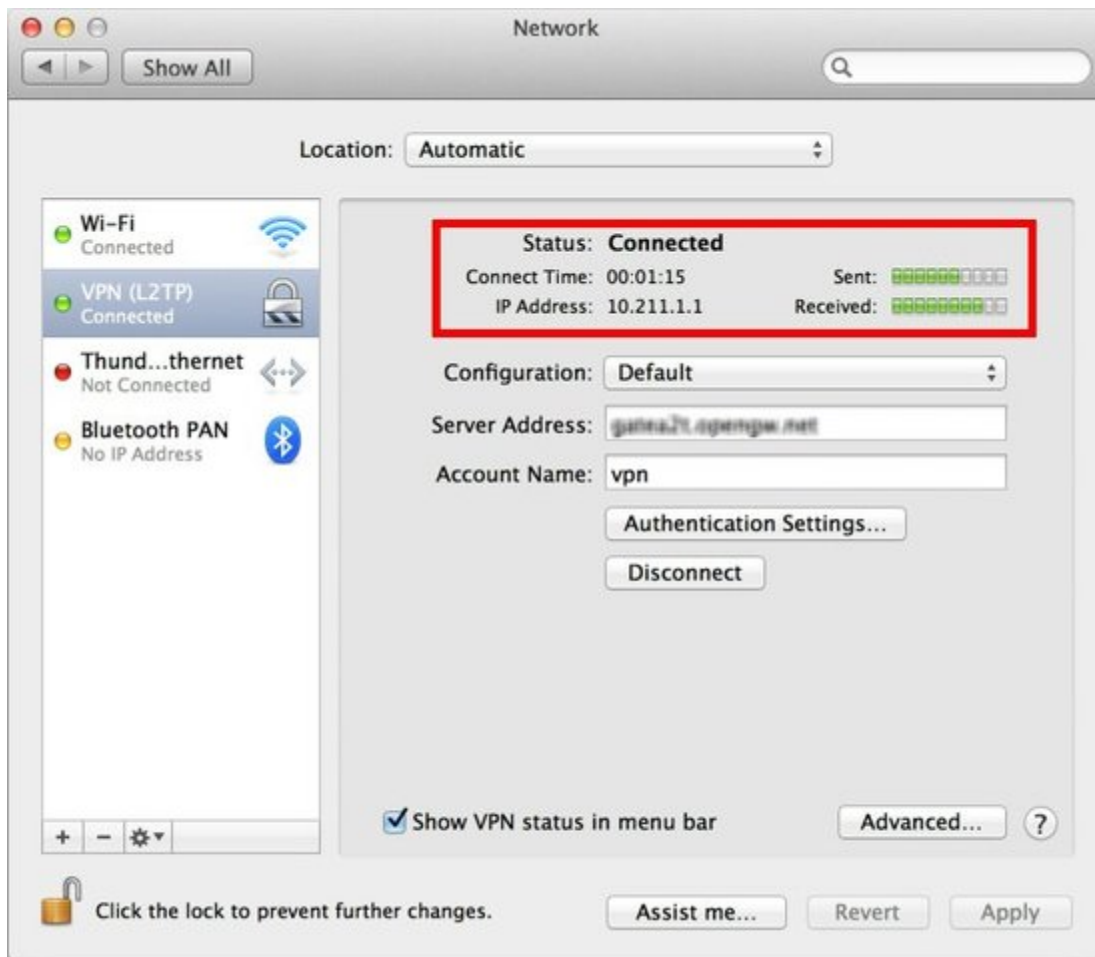 Network
Show All
Location: Automatic
Wi-Fi
Connected
VPN (L2TP)
Connected
Thund...thernet
Not Connected
Bluetooth PAN
No IP Address
Status: Connected
Connect Time: 00:01:15 Sent:
IP Address: 10.211.1.1 Received:
Configuration: Default
Server Address:
Account Name: vpn
Authentication Settings...
Disconnect
Show VPN status in menu bar
Advanced... ?
Click the lock to prevent further changes.
Assist me... Revert Apply